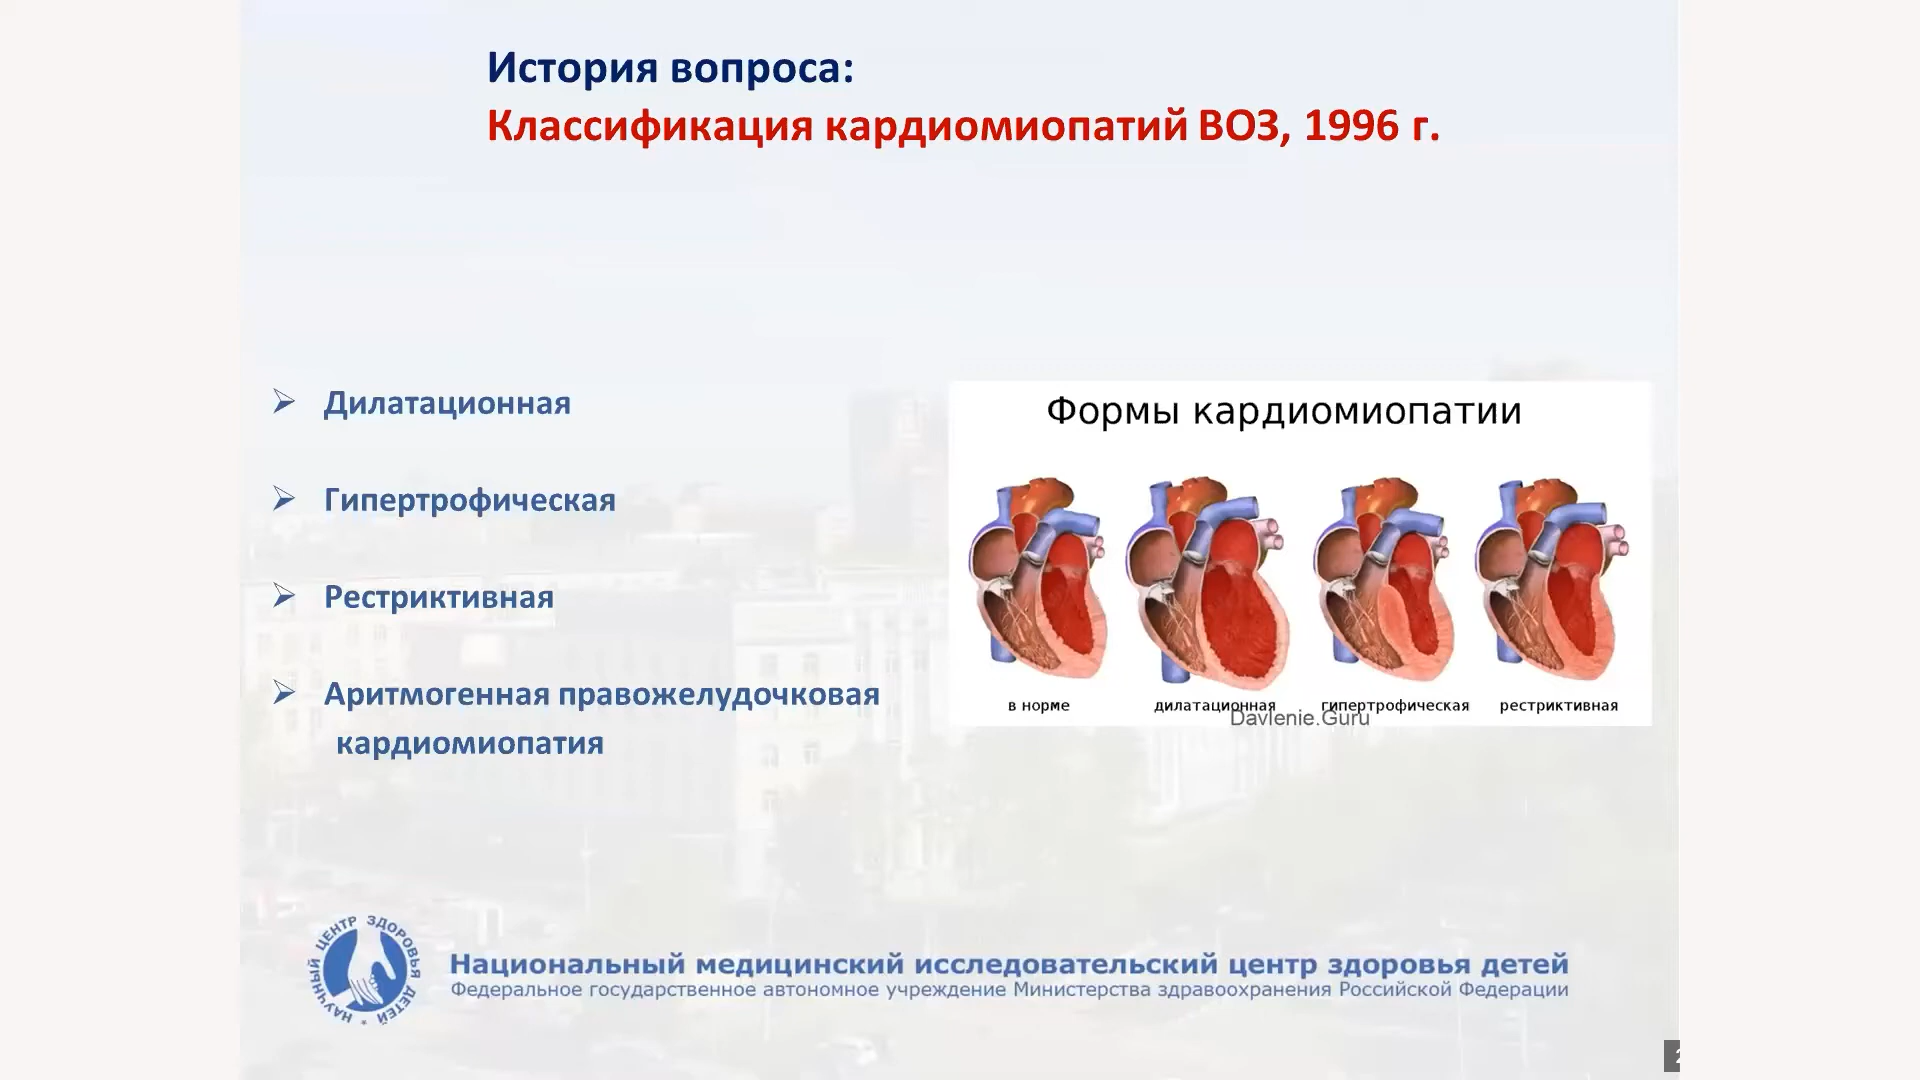 История вопроса:
Классификация кардиомиопатий ВОЗ, 1996 г.
Дилатационная
Гипертрофическая
Рестриктивная
Аритмогенная правожелудочковая
кардиомиопатия
Формы кардиомиопатии
в норме
дилатационная
гипертрофическая
рестриктивная
Davlenie.Guru
НАУЧНЫЙ ЦЕНТР ЗДОРОВЬЯ ДЕТЕЙ
Национальный медицинский исследовательский центр здоровья детей
Федеральное государственное автономное учреждение Министерства здравоохранения Российской Федерации